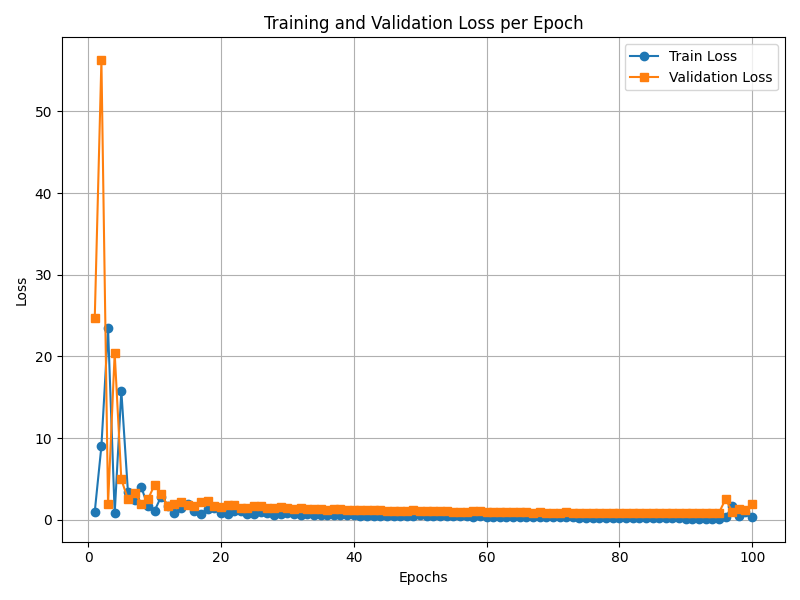 Training and Validation Loss per Epoch
Train Loss
Validation Loss
Loss
50
40
30
20
10
0
0 20 40 60 80 100
Epochs